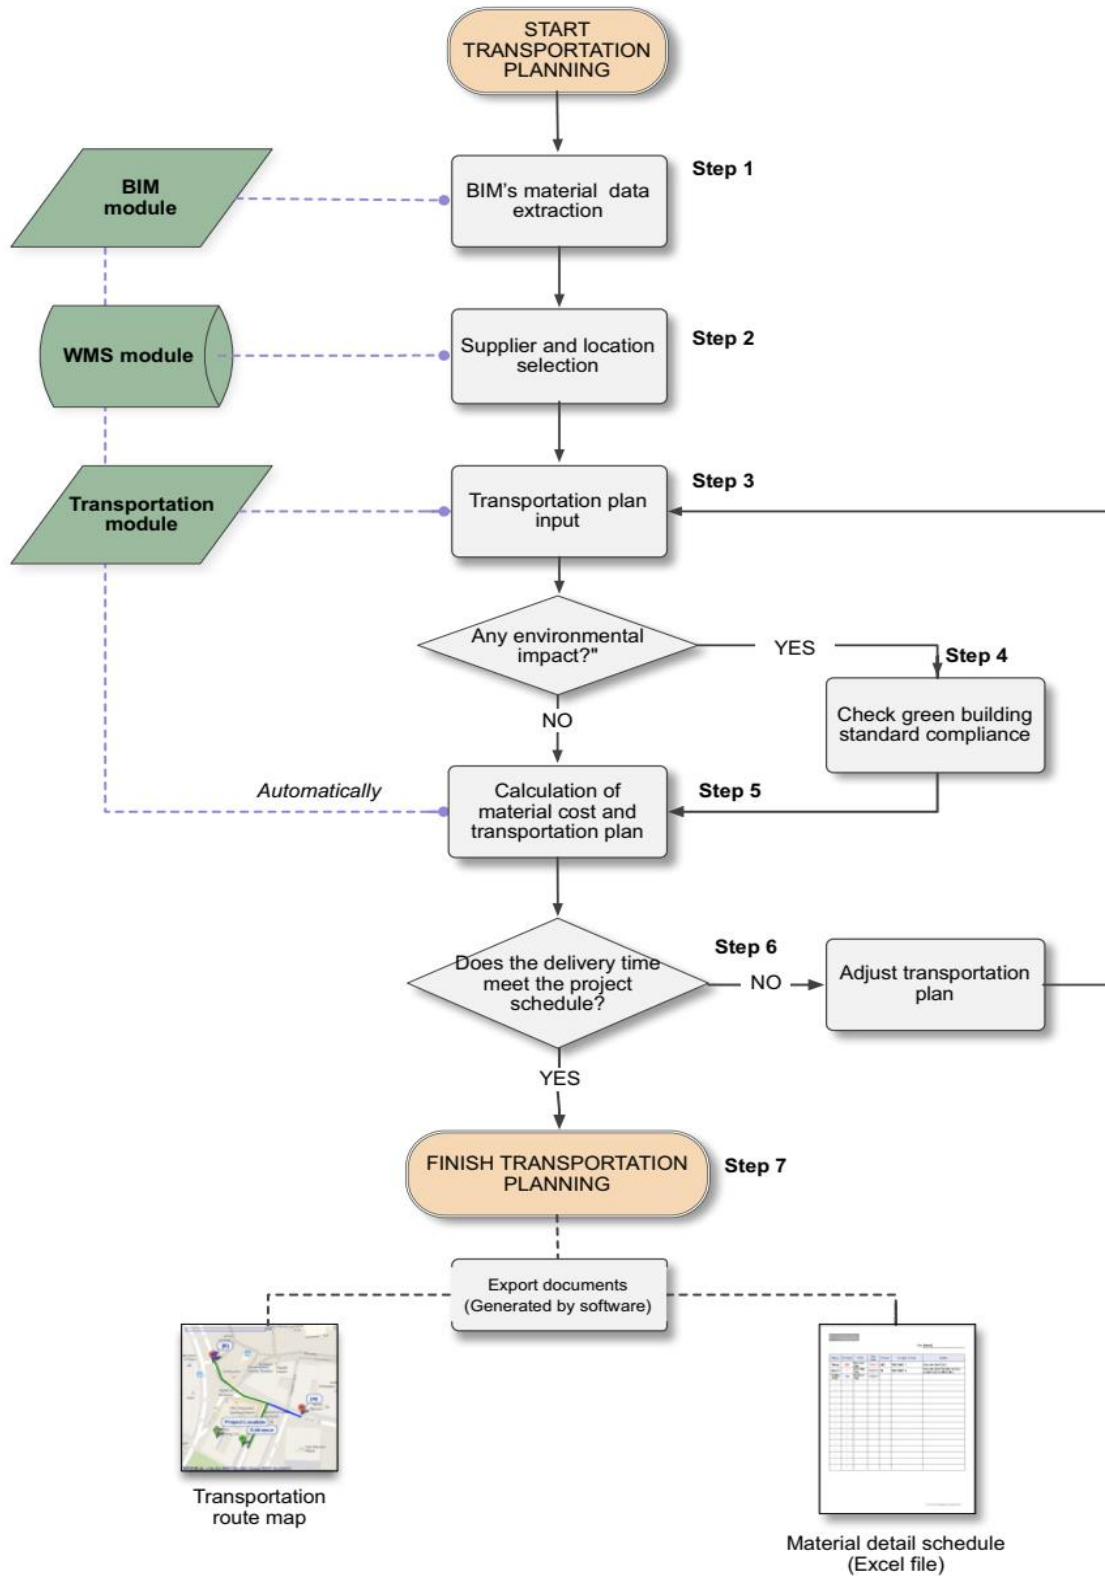 START
TRANSPORTATION
PLANNING
Step 1
BIM
module
BIM's material data
extraction
Step 2
WMS module
Supplier and location
selection
Step 3
Transportation
module
Transportation plan
input
Any environmental
impact?"
YES
Step 4
Check green building
standard compliance
NO
Automatically
Calculation of
material cost and
transportation plan
Step 5
Does the delivery time
meet the project
schedule?
Step 6
NO
Adjust transportation
plan
YES
FINISH TRANSPORTATION
PLANNING
Step 7
Export documents
(Generated by software)
Project Location
Entrance
Transportation
route map
Material detail schedule
(Excel file)